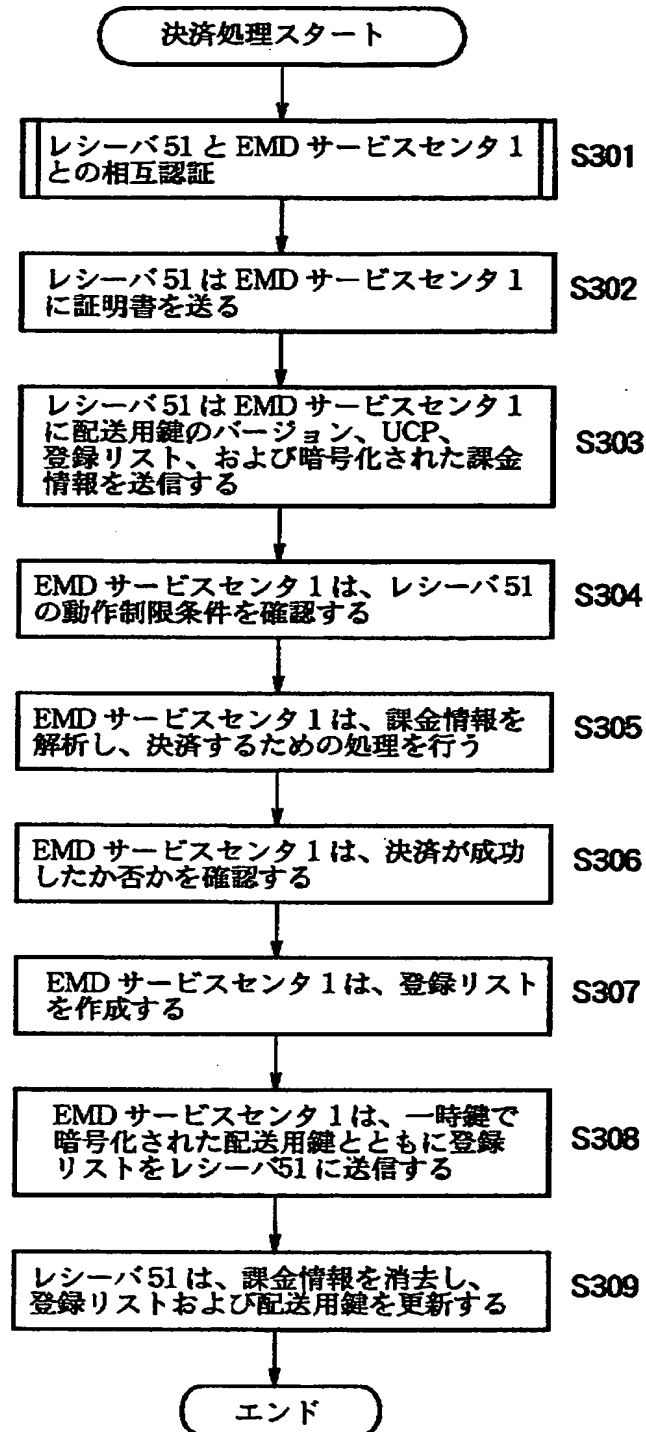 決済処理スタート
レシーバ51とEMDサービスセンタ1
との相互認証
S301
レシーバ51はEMDサービスセンタ1
に証明書を送る
S302
レシーバ51はEMDサービスセンタ1
に配送用鍵のバージョン、UCP、
登録リスト、および暗号化された課金
情報を送信する
S303
EMDサービスセンタ1は、レシーバ51
の動作制限条件を確認する
S304
EMDサービスセンタ1は、課金情報を
解析し、決済するための処理を行う
S305
EMDサービスセンタ1は、決済が成功
したか否かを確認する
S306
EMDサービスセンタ1は、登録リスト
を作成する
S307
EMDサービスセンタ1は、一時鍵で
暗号化された配送用鍵とともに登録
リストをレシーバ51に送信する
S308
レシーバ51は、課金情報を消去し、
登録リストおよび配送用鍵を更新する
S309
エンド